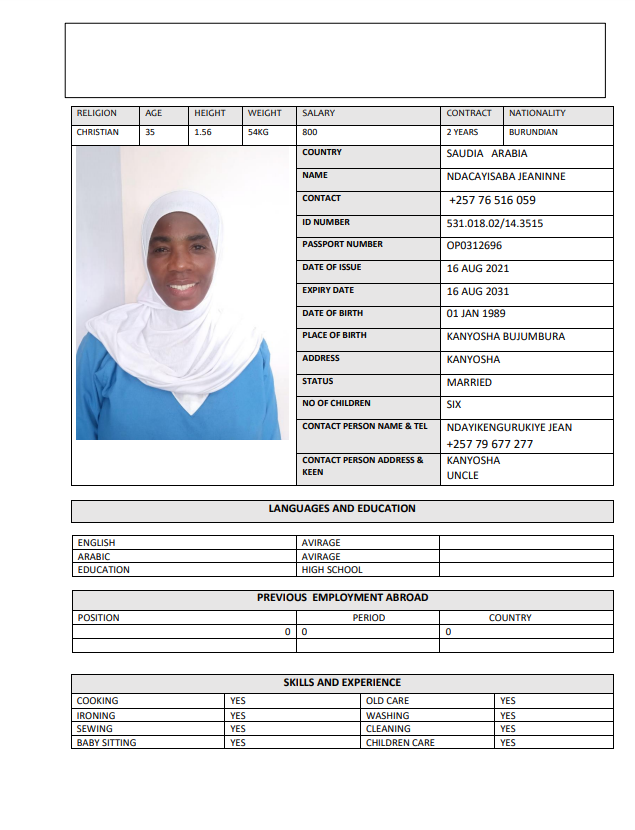 RELIGION AGE HEIGHT WEIGHT SALARY CONTRACT NATIONALITY
CHRISTIAN 35 1.56 54KG 800 2 YEARS BURUNDIAN
COUNTRY SAUDIA ARABIA
NAME NDACAYISABA JEANINNE
CONTACT +257 76 516 059
ID NUMBER 531.018.02/14.3515
PASSPORT NUMBER OP0312696
DATE OF ISSUE 16 AUG 2021
EXPIRY DATE 16 AUG 2031
DATE OF BIRTH 01 JAN 1989
PLACE OF BIRTH KANYOSHA BUJUMBURA
ADDRESS KANYOSHA
STATUS MARRIED
NO OF CHILDREN SIX
CONTACT PERSON NAME & TEL NDAYIKENGURUKIYE JEAN
+257 79 677 277
CONTACT PERSON ADDRESS & KANYOSHA
KEEN UNCLE
LANGUAGES AND EDUCATION
ENGLISH AVIRAGE
ARABIC AVIRAGE
EDUCATION HIGH SCHOOL
PREVIOUS EMPLOYMENT ABROAD
POSITION PERIOD COUNTRY
0 0 0
SKILLS AND EXPERIENCE
COOKING YES OLD CARE YES
IRONING YES WASHING YES
SEWING YES CLEANING YES
BABY SITTING YES CHILDREN CARE YES